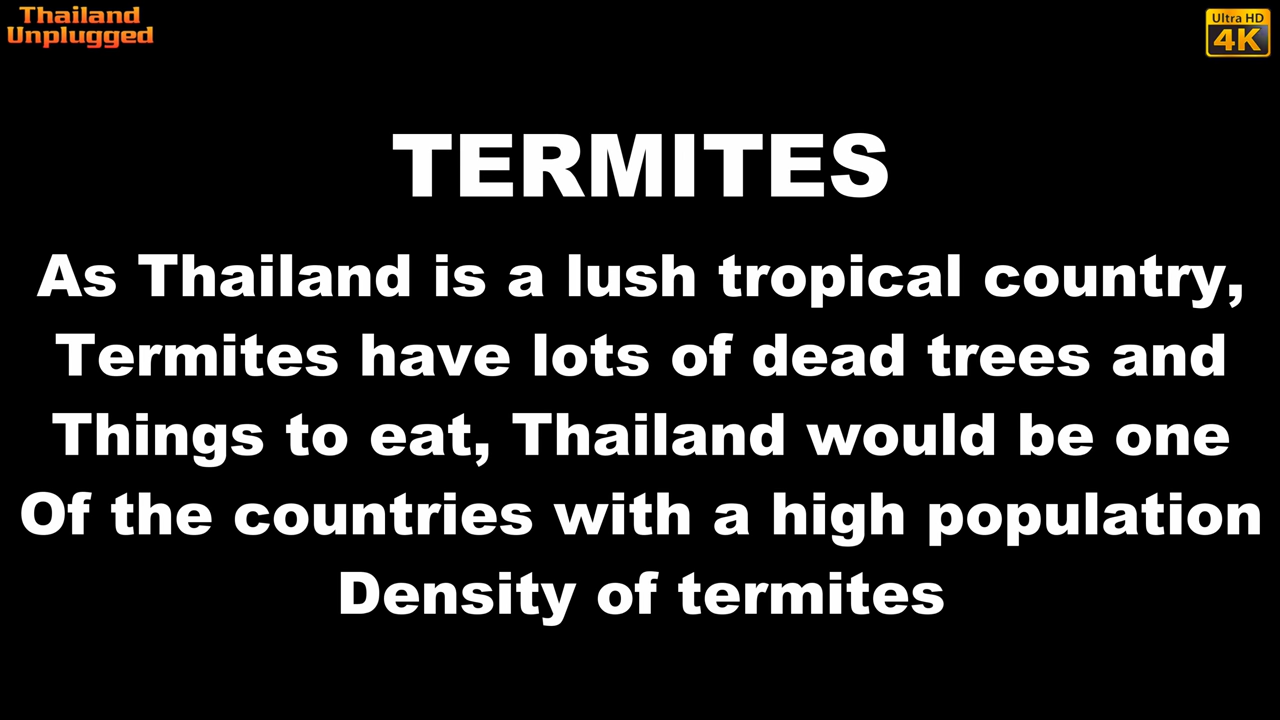 Thailand
Unplugged
Ultra HD
4K
TERMITES
As Thailand is a lush tropical country,
Termites have lots of dead trees and
Things to eat, Thailand would be one
Of the countries with a high population
Density of termites